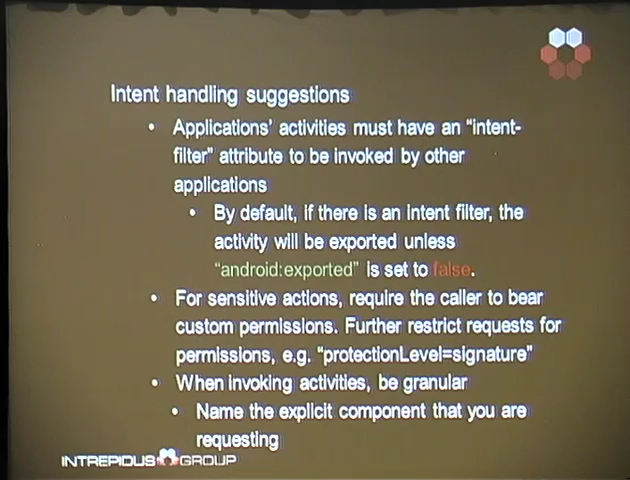 Intent handling suggestions
• Applications' activities must have an "intent-
filter" attribute to be invoked by other
applications
• By default, if there is an intent filter, the
activity will be exported unless
"android:exported" is set to false.
• For sensitive actions, require the caller to bear
custom permissions. Further restrict requests for
permissions, e.g. "protectionLevel=signature"
• When invoking activities, be granular
• Name the explicit component that you are
requesting
INTREPIDUS GROUP